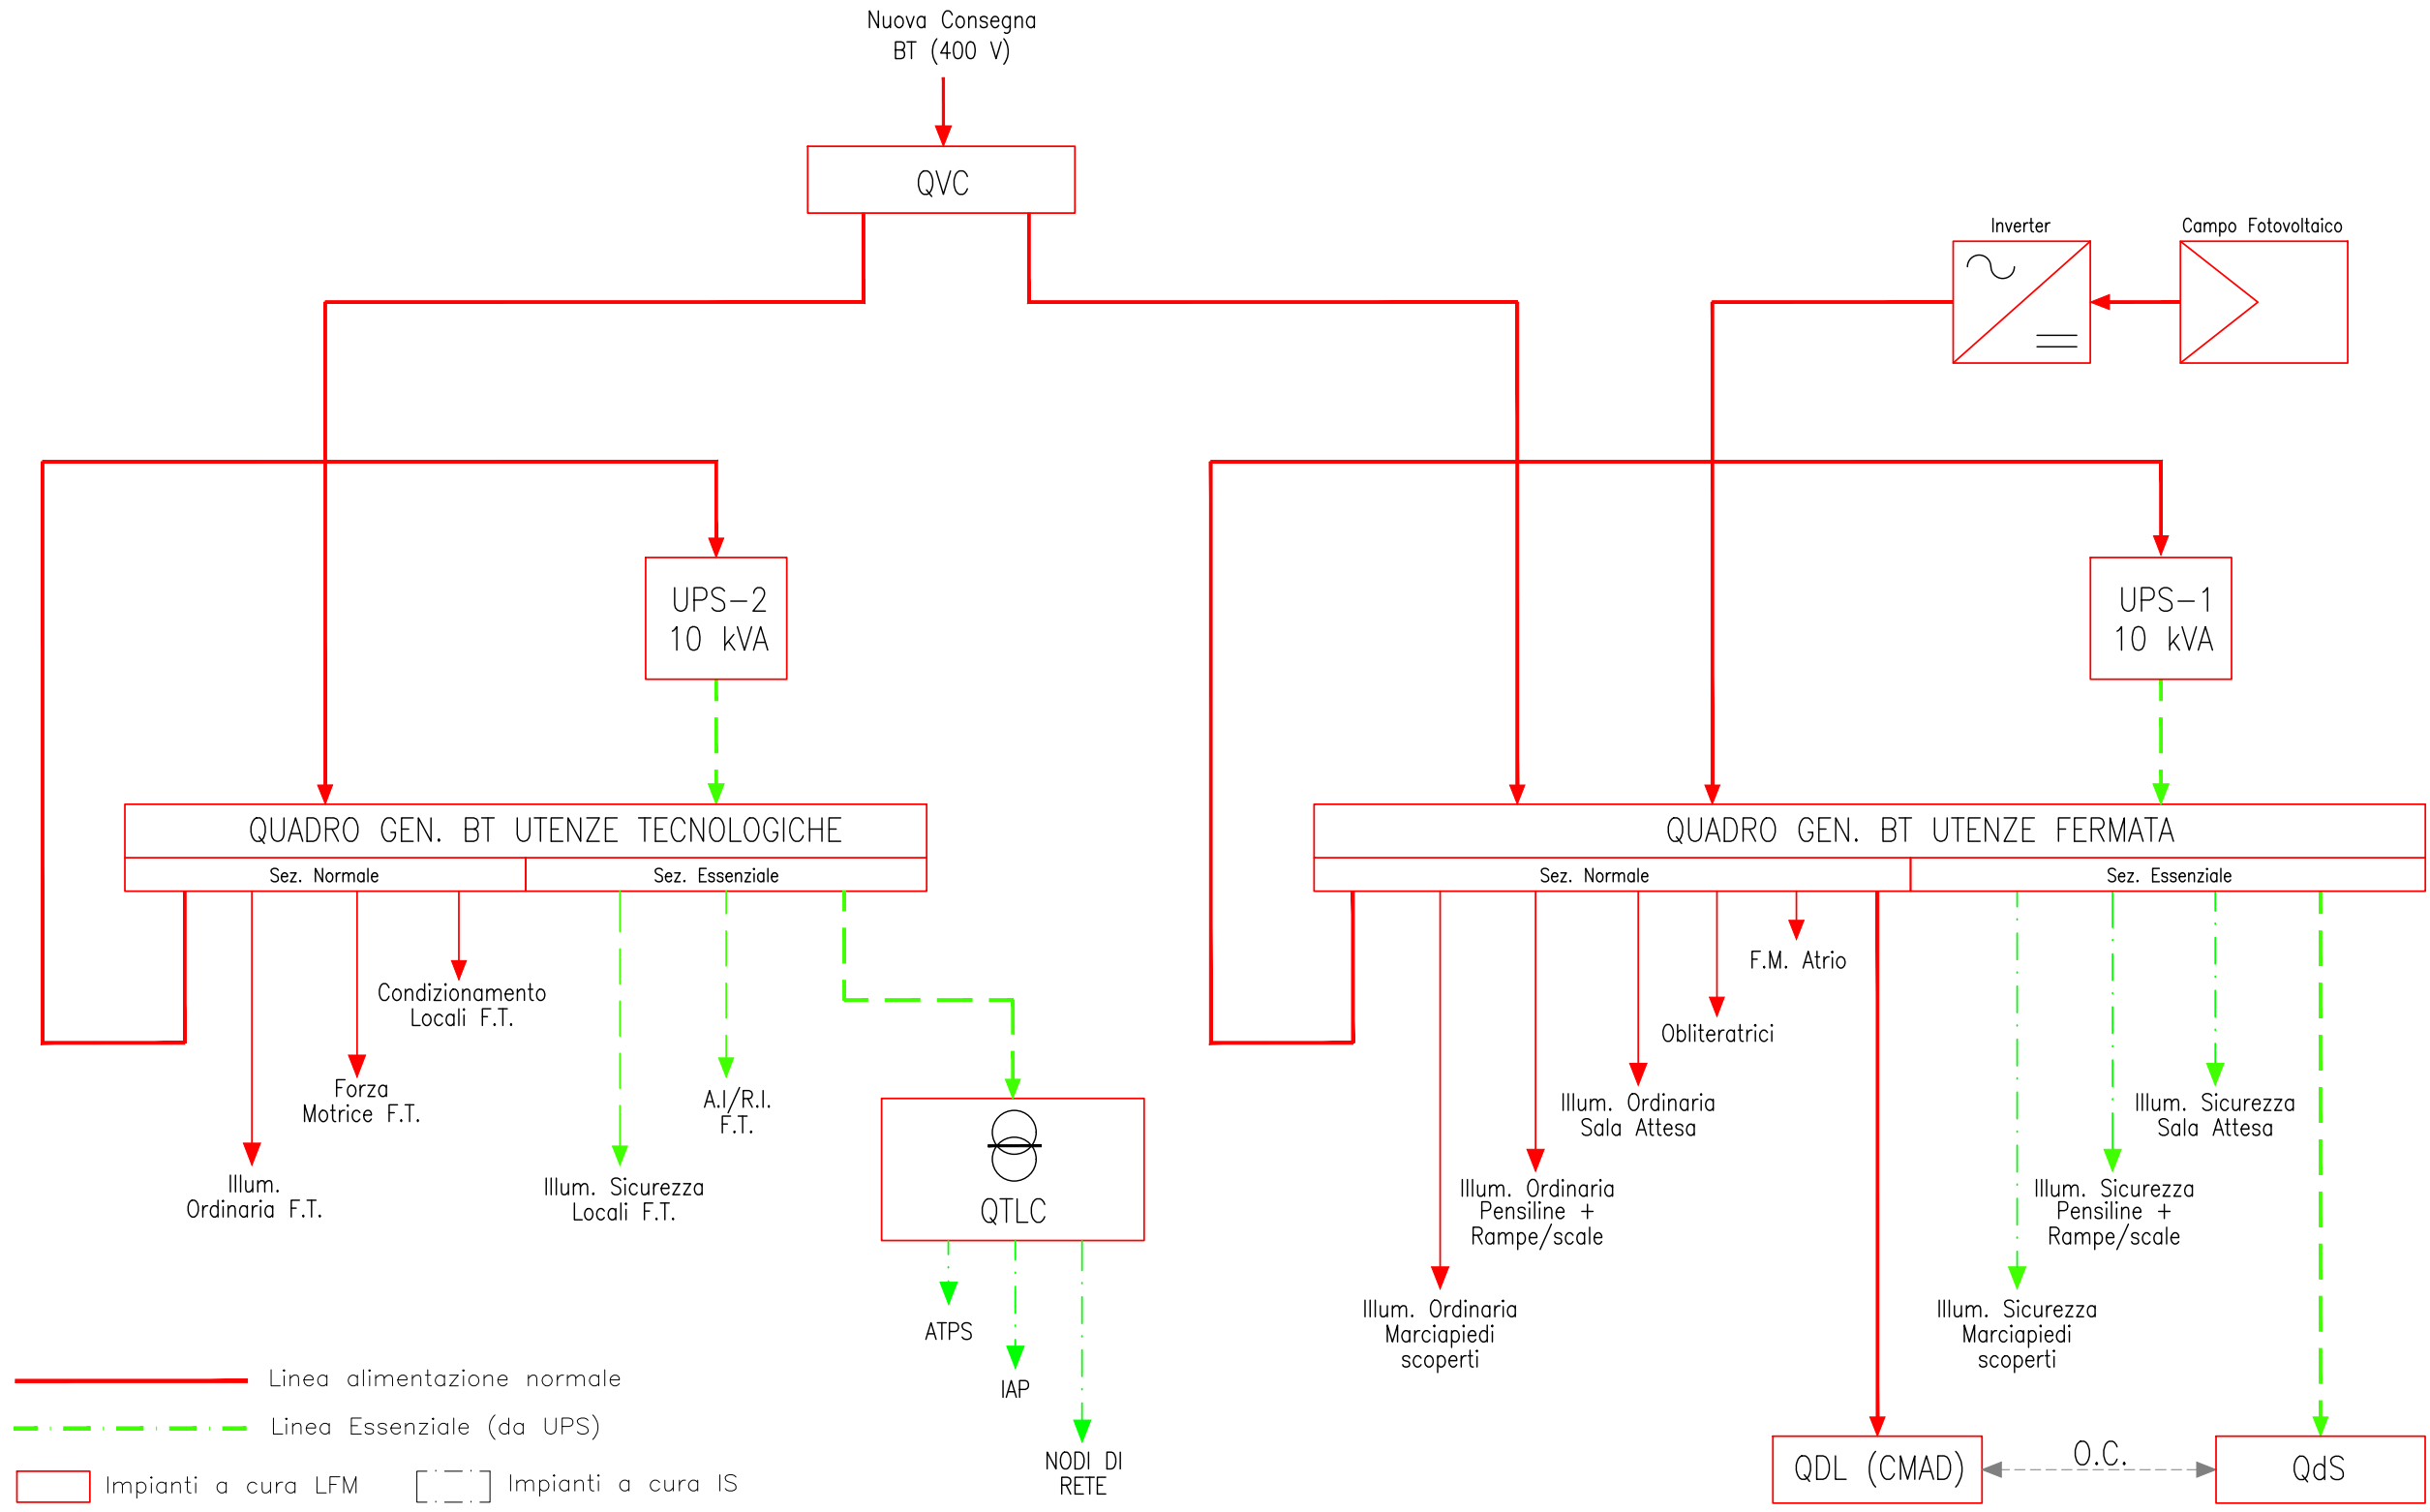 Nuova Consegna
BT (400 V)
QVC
Inverter
Campo Fotovoltaico
UPS-2
10 kVA
UPS-1
10 kVA
QUADRO GEN. BT UTENZE TECNOLOGICHE
Sez. Normale
Sez. Essenziale
QUADRO GEN. BT UTENZE FERMATA
Sez. Normale
Sez. Essenziale
Condizionamento
Locali F.T.
Forza
Motrice F.T.
Illum.
Ordinaria F.T.
A.I/R.I.
F.T.
Illum. Sicurezza
Locali F.T.
QTLC
ATPS
IAP
NODI DI
RETE
F.M. Atrio
Obliteratrici
Illum. Ordinaria
Sala Attesa
Illum. Ordinaria
Pensiline +
Rampe/scale
Illum. Ordinaria
Marciapiedi
scoperti
Illum. Sicurezza
Sala Attesa
Illum. Sicurezza
Pensiline +
Rampe/scale
Illum. Sicurezza
Marciapiedi
scoperti
QDL (CMAD)
O.C.
QdS
Linea alimentazione normale
Linea Essenziale (da UPS)
Impianti a cura LFM
Impianti a cura IS